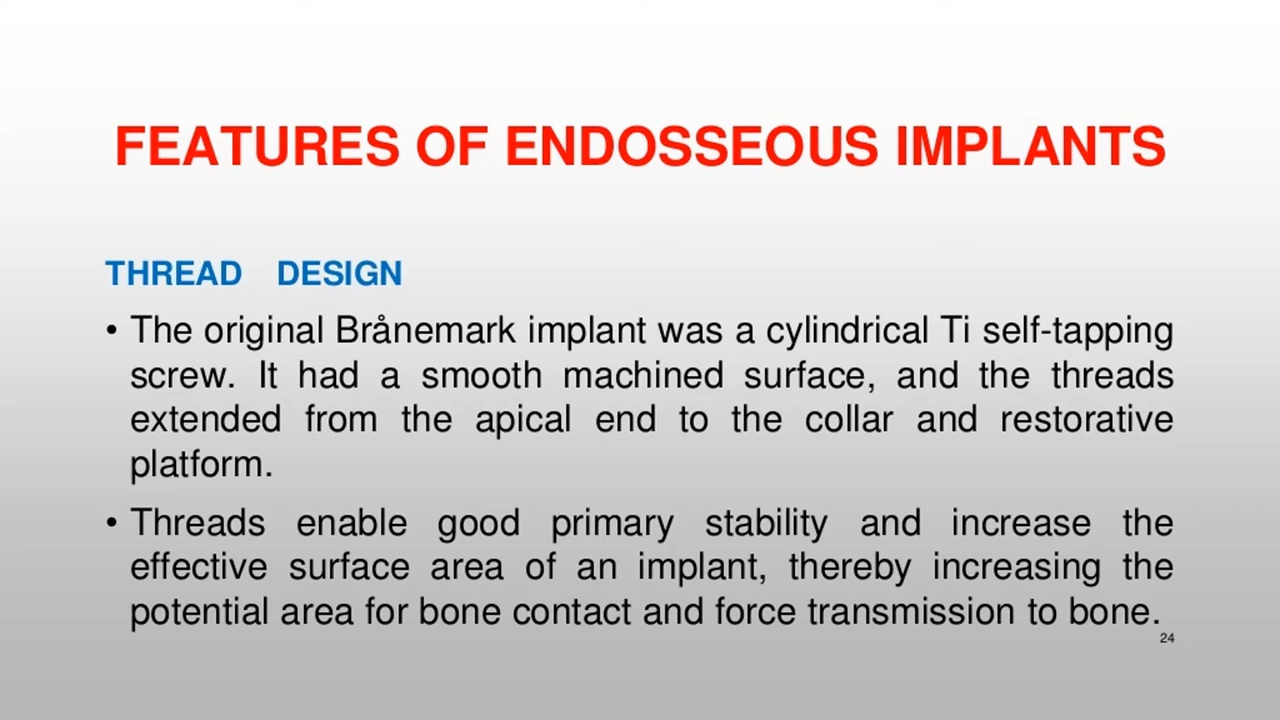 FEATURES OF ENDOSSEOUS IMPLANTS
THREAD DESIGN
• The original Brånemark implant was a cylindrical Ti self-tapping
screw. It had a smooth machined surface, and the threads
extended from the apical end to the collar and restorative
platform.
• Threads enable good primary stability and increase the
effective surface area of an implant, thereby increasing the
potential area for bone contact and force transmission to bone.
24